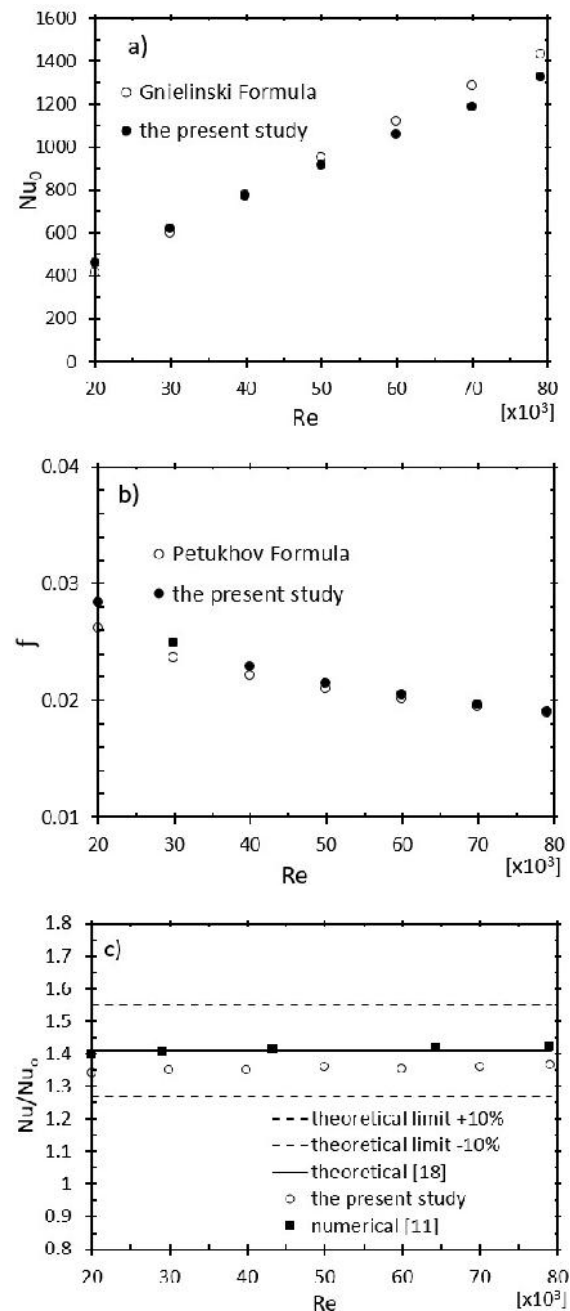 1600
a)
1400
Gnielinski Formula
1200
the present study
1000
Nu₀
800
600
400
200
0
20 30 40 50 60 70 80
Re [x10³]
0.04
b)
Petukhov Formula
0.03
the present study
f
0.02
0.01
20 30 40 50 60 70 80
Re [x10³]
1.8
c)
1.7
1.6
1.5
1.4
Nu/Nuₒ
1.3
1.2
theoretical limit +10%
1.1
theoretical limit -10%
theoretical [18]
1
the present study
0.9
numerical [11]
0.8
20 30 40 50 60 70 80
Re [x10³]